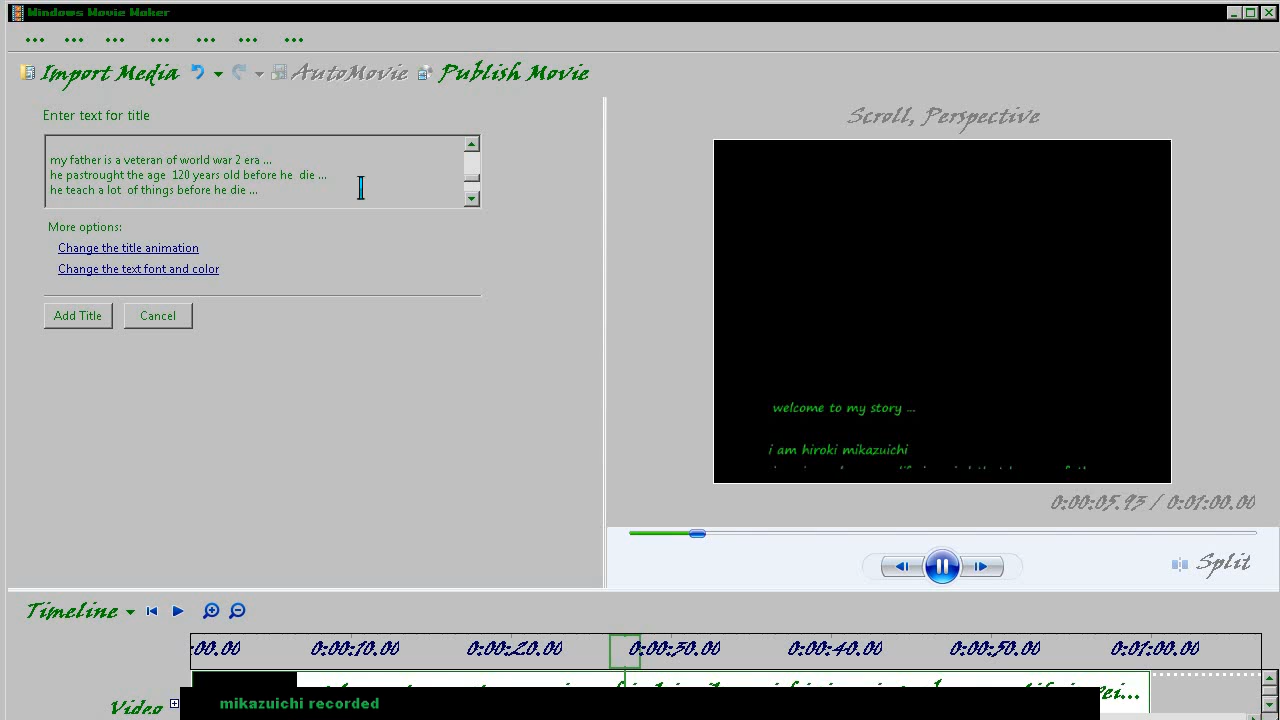 Windows Movie Maker
... ... ... ... ... ... ...
Import Media AutoMovie Publish Movie
Enter text for title
my father is a veteran of world war 2 era ...
he pastrought the age 120 years old before he die ...
he teach a lot of things before he die ...
More options:
Change the title animation
Change the text font and color
Add Title Cancel
Scroll, Perspective
welcome to my story ...
i am hiroki mikazuichi
0:00:05.93 / 0:01:00.00
Split
Timeline
:00.00 0:00:10.00 0:00:20.00 0:00:30.00 0:00:40.00 0:00:50.00 0:01:00.00
Video
mikazuichi recorded